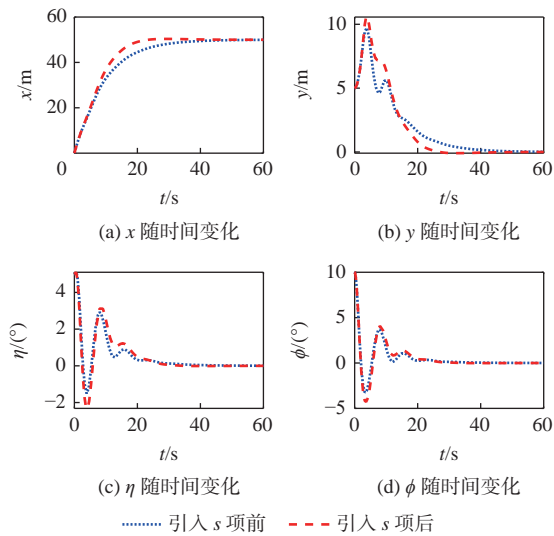 60
40
20
0
x/m
0 20 40 60
t/s
(a) x 随时间变化
10
5
0
y/m
0 20 40 60
t/s
(b) y 随时间变化
4
2
0
−2
η/(°)
0 20 40 60
t/s
(c) η 随时间变化
10
5
0
−5
ϕ/(°)
0 20 40 60
t/s
(d) ϕ 随时间变化
引入 s 项前 引入 s 项后